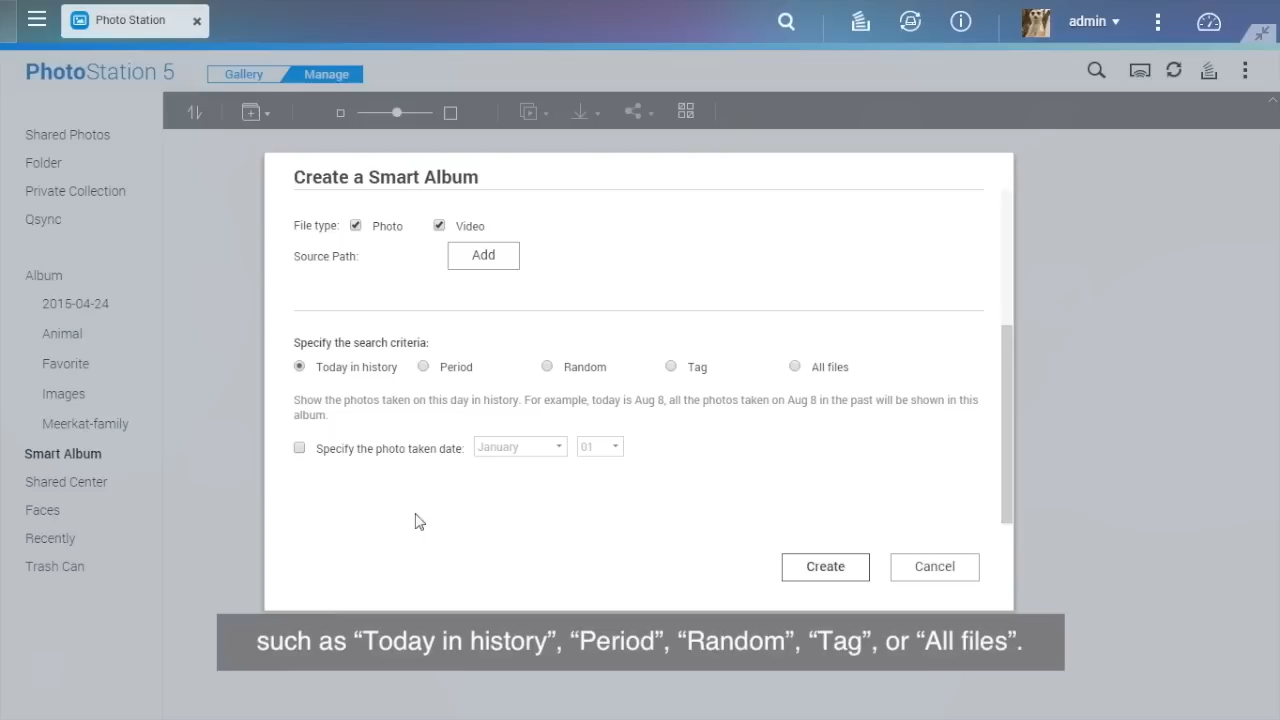 Photo Station
admin
PhotoStation 5
Gallery
Manage
Shared Photos
Folder
Private Collection
Qsync
Album
2015-04-24
Animal
Favorite
Images
Meerkat-family
Smart Album
Shared Center
Faces
Recently
Trash Can
Create a Smart Album
File type: Photo Video
Source Path: Add
Specify the search criteria:
Today in history Period Random Tag All files
Show the photos taken on this day in history. For example, today is Aug 8, all the photos taken on Aug 8 in the past will be shown in this
album.
Specify the photo taken date: January 01
Create Cancel
such as “Today in history”, “Period”, “Random”, “Tag”, or “All files”.